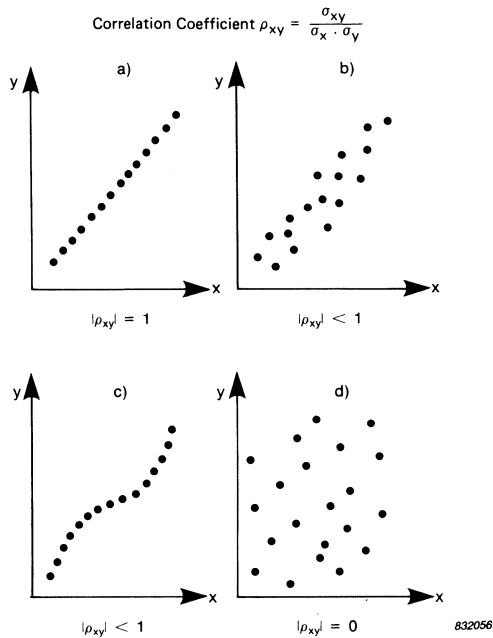 Correlation Coefficient ρxy = σxy / σx · σy
a)
b)
y
y
x
x
|ρxy| = 1
|ρxy| < 1
c)
d)
y
y
x
x
|ρxy| < 1
|ρxy| = 0
832056